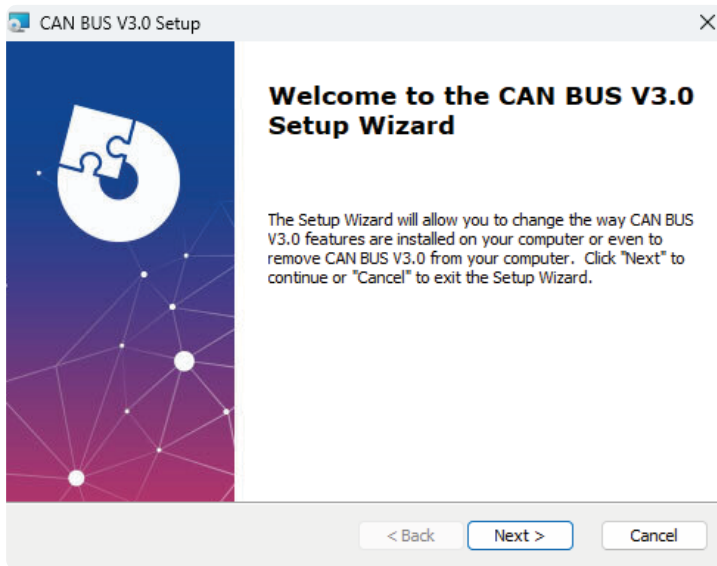 CAN BUS V3.0 Setup
Welcome to the CAN BUS V3.0
Setup Wizard
The Setup Wizard will allow you to change the way CAN BUS
V3.0 features are installed on your computer or even to
remove CAN BUS V3.0 from your computer.  Click "Next" to
continue or "Cancel" to exit the Setup Wizard.
< Back
Next >
Cancel